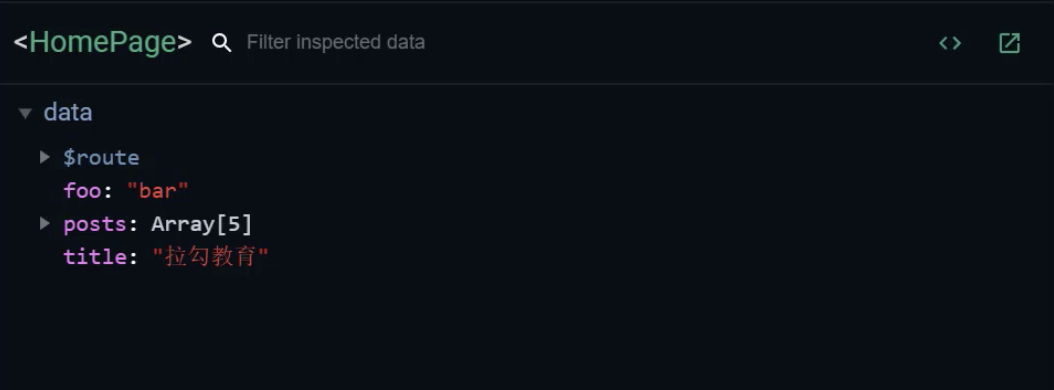 <HomePage> Filter inspected data
data
$route
foo: "bar"
posts: Array[5]
title: "拉勾教育"